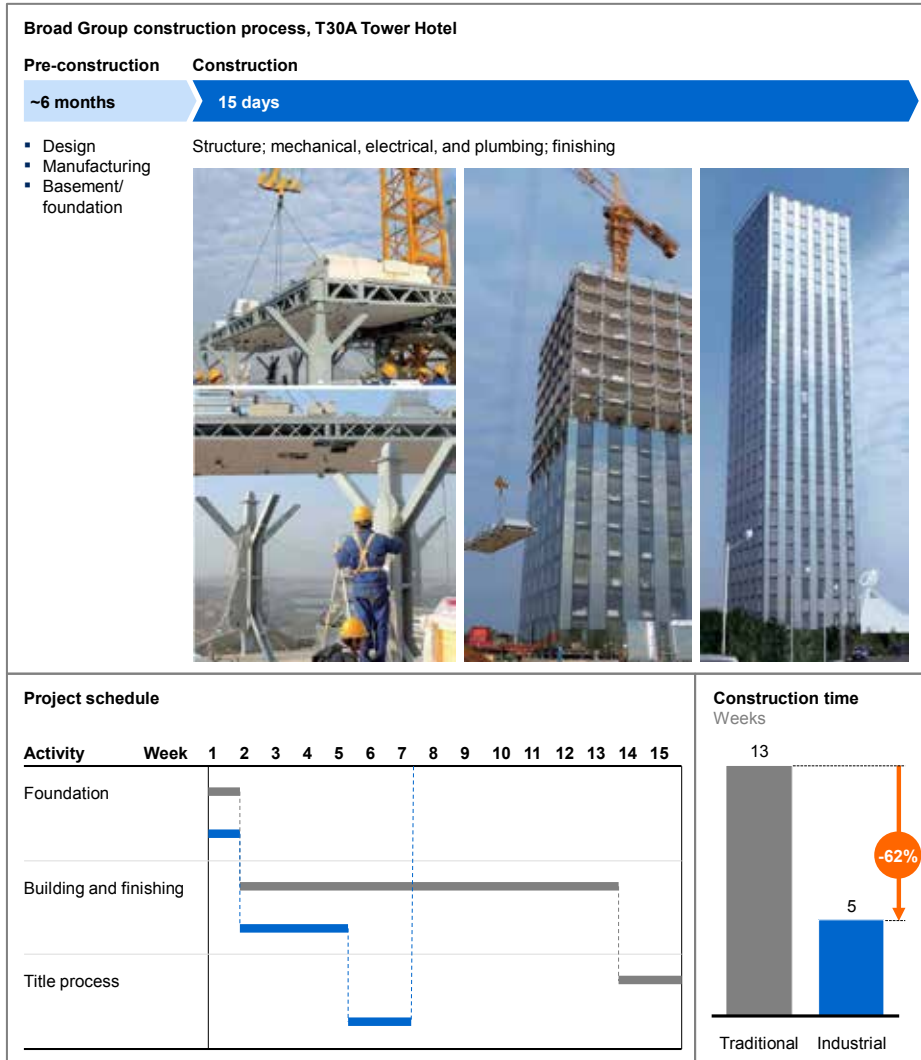 Broad Group construction process, T30A Tower Hotel
Pre-construction Construction
~6 months 15 days
▪ Design
▪ Manufacturing
▪ Basement/
foundation
Structure; mechanical, electrical, and plumbing; finishing
Project schedule
Activity Week 1 2 3 4 5 6 7 8 9 10 11 12 13 14 15
Foundation
Building and finishing
Title process
Construction time
Weeks
13
-62%
5
Traditional Industrial